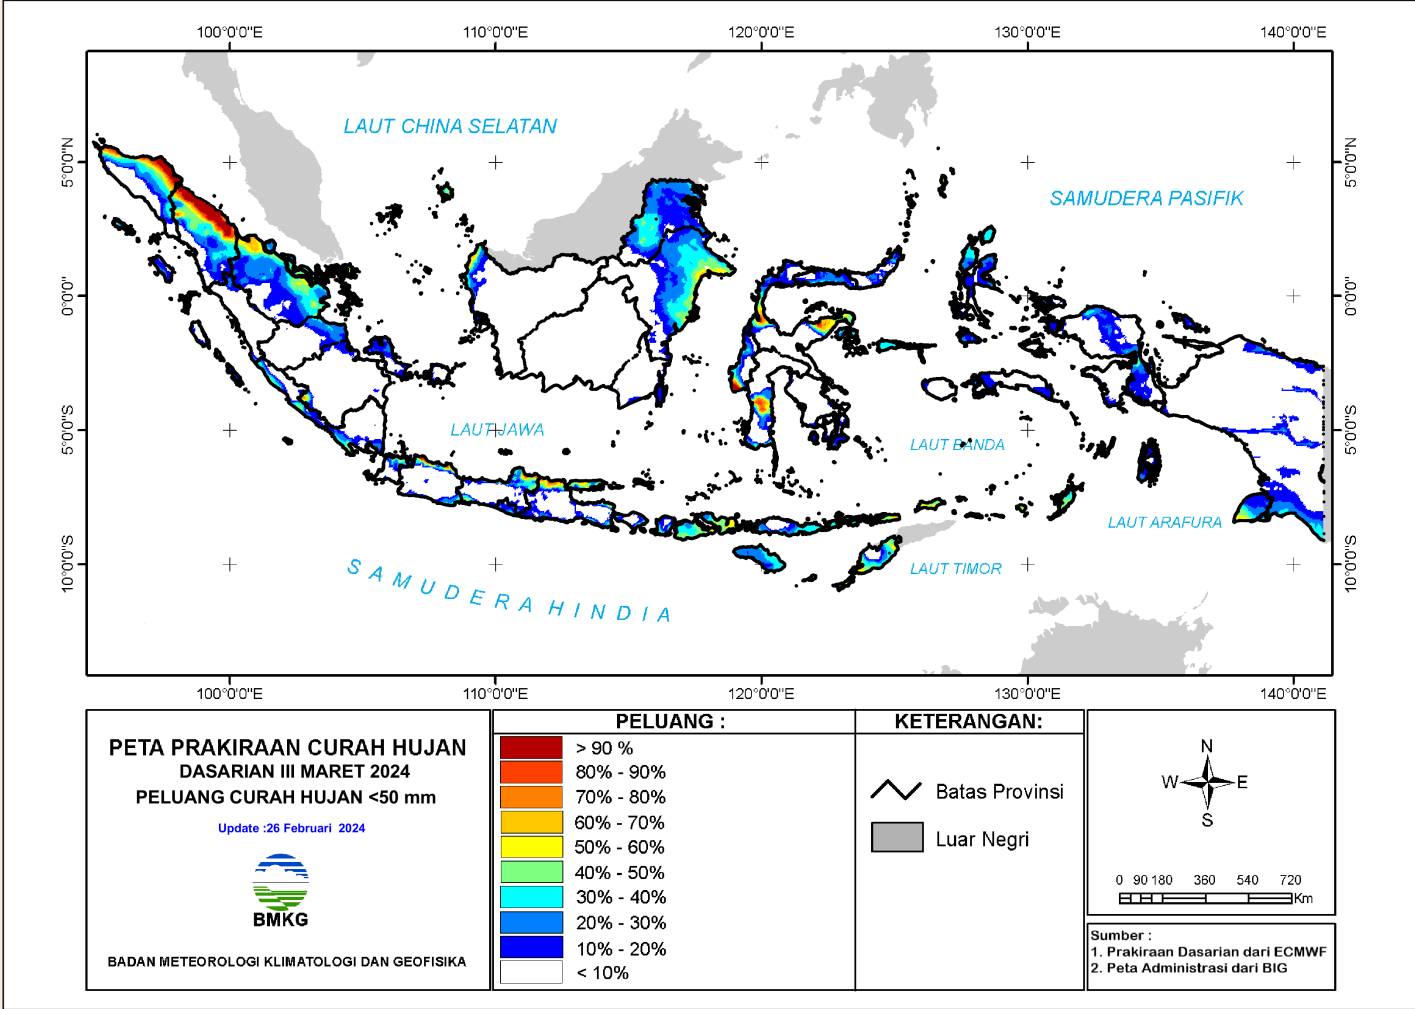 100°0'0"E
110°0'0"E
120°0'0"E
130°0'0"E
140°0'0"E
5°0'0"N
0°0'0"
5°0'0"S
10°0'0"S
5°0'0"N
0°0'0"
5°0'0"S
10°0'0"S
LAUT CHINA SELATAN
SAMUDERA PASIFIK
LAUT JAWA
LAUT BANDA
LAUT ARAFURA
LAUT TIMOR
SAMUDERA HINDIA
100°0'0"E
110°0'0"E
120°0'0"E
130°0'0"E
140°0'0"E
PETA PRAKIRAAN CURAH HUJAN
DASARIAN III MARET 2024
PELUANG CURAH HUJAN <50 mm
Update :26 Februari 2024
BMKG
BADAN METEOROLOGI KLIMATOLOGI DAN GEOFISIKA
PELUANG :
> 90 %
80% - 90%
70% - 80%
60% - 70%
50% - 60%
40% - 50%
30% - 40%
20% - 30%
10% - 20%
< 10%
KETERANGAN:
Batas Provinsi
Luar Negri
N
W E
S
0 90 180 360 540 720
Km
Sumber :
1. Prakiraan Dasarian dari ECMWF
2. Peta Administrasi dari BIG